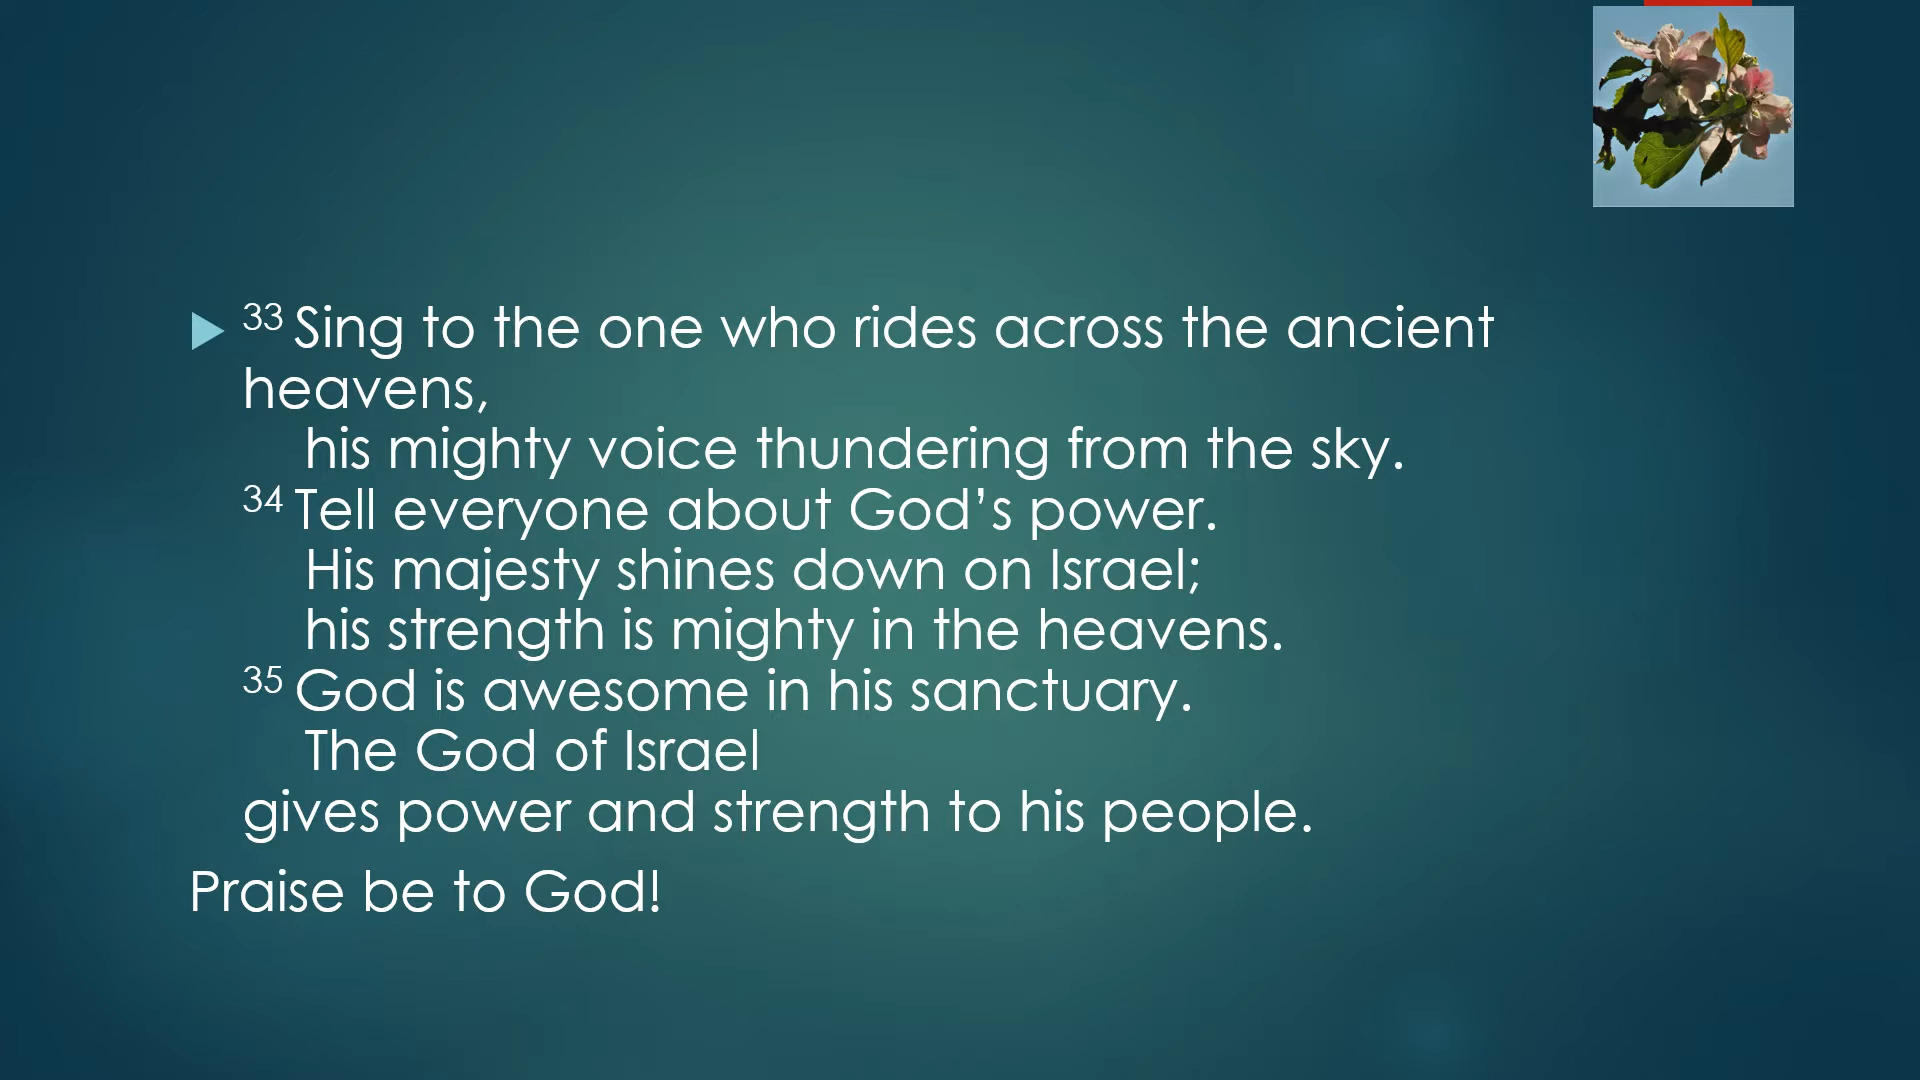 33 Sing to the one who rides across the ancient
heavens,
his mighty voice thundering from the sky.
34 Tell everyone about God’s power.
His majesty shines down on Israel;
his strength is mighty in the heavens.
35 God is awesome in his sanctuary.
The God of Israel
gives power and strength to his people.
Praise be to God!